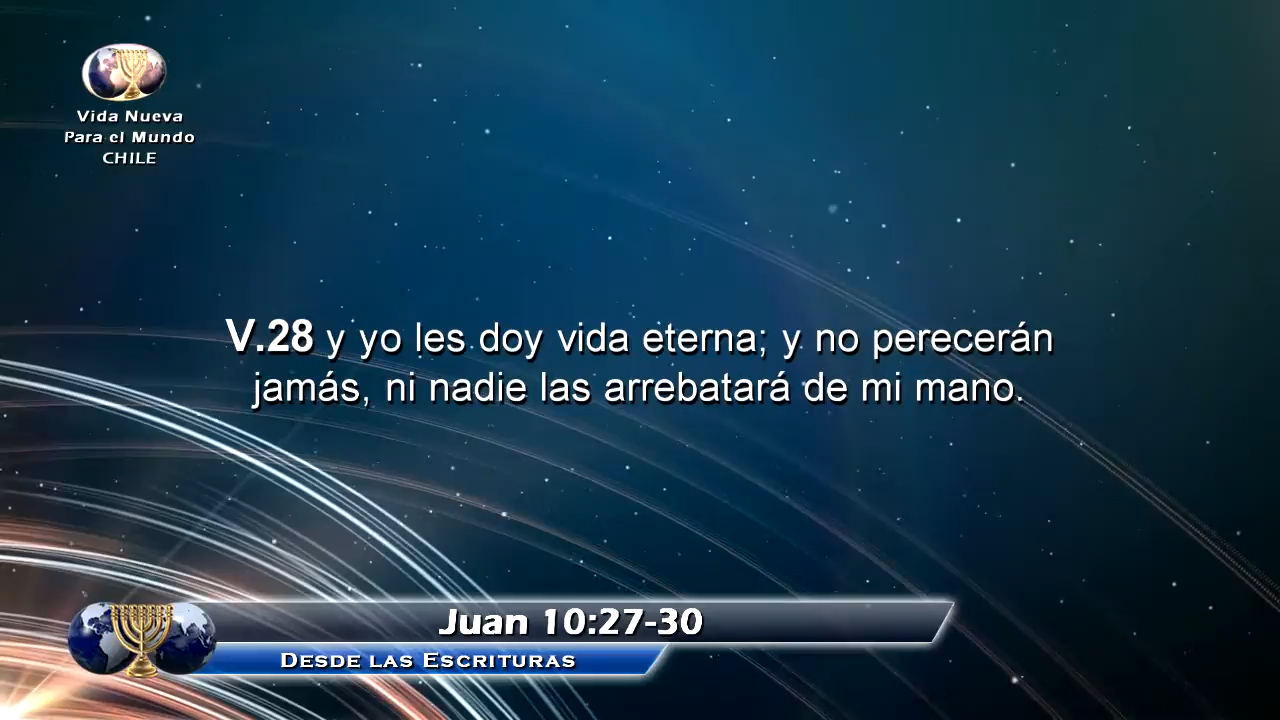 Vida Nueva
Para el Mundo
CHILE
V.28 y yo les doy vida eterna; y no perecerán
jamás, ni nadie las arrebatará de mi mano.
Juan 10:27-30
Desde las Escrituras